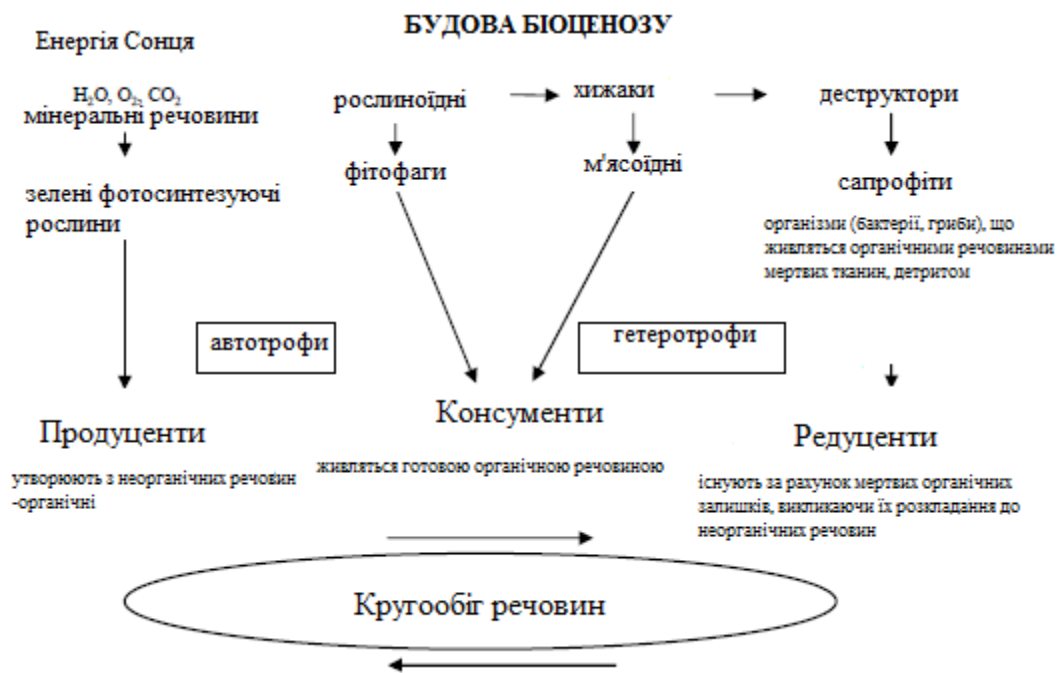 БУДОВА БІОЦЕНОЗУ
Енергія Сонця
H₂O, O₂, CO₂
мінеральні речовини
рослиноїдні
хижаки
деструктори
фітофаги
м'ясоїдні
сапрофіти
зелені фотосинтезуючі
рослини
організми (бактерії, гриби), що
живляться органічними речовинами
мертвих тканин, детритом
автотрофи
гетеротрофи
Продуценти
Консументи
Редуценти
утворюють з неорганічних речовин
-органічні
живляться готовою органічною речовиною
існують за рахунок мертвих органічних
залишків, викликаючи їх розкладання до
неорганічних речовин
Кругообіг речовин